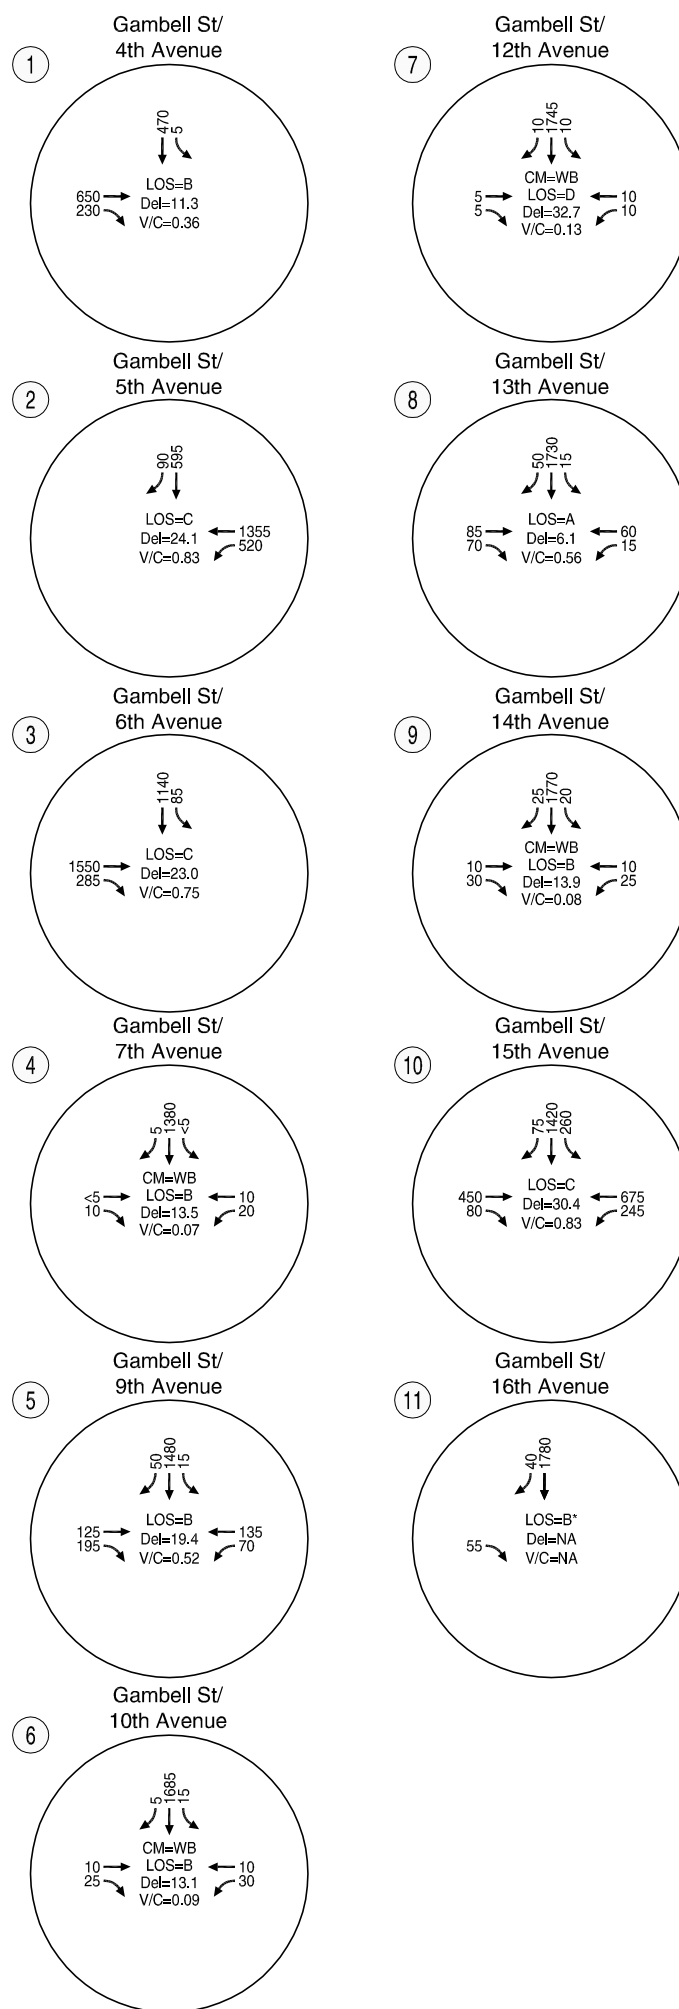 1
Gambell St/
4th Avenue
470
5
650
230
LOS=B
Del=11.3
V/C=0.36
2
Gambell St/
5th Avenue
90
595
LOS=C
Del=24.1
V/C=0.83
1355
520
3
Gambell St/
6th Avenue
1140
85
1550
285
LOS=C
Del=23.0
V/C=0.75
4
Gambell St/
7th Avenue
5
1380
<5
<5
10
CM=WB
LOS=B
Del=13.5
V/C=0.07
10
20
5
Gambell St/
9th Avenue
50
1480
15
125
195
LOS=B
Del=19.4
V/C=0.52
135
70
6
Gambell St/
10th Avenue
5
1685
15
10
25
CM=WB
LOS=B
Del=13.1
V/C=0.09
10
30
7
Gambell St/
12th Avenue
10
1745
10
5
5
CM=WB
LOS=D
Del=32.7
V/C=0.13
10
10
8
Gambell St/
13th Avenue
50
1730
15
85
70
LOS=A
Del=6.1
V/C=0.56
60
15
9
Gambell St/
14th Avenue
25
1770
20
10
30
CM=WB
LOS=B
Del=13.9
V/C=0.08
10
25
10
Gambell St/
15th Avenue
75
1420
260
450
80
LOS=C
Del=30.4
V/C=0.83
675
245
11
Gambell St/
16th Avenue
40
1780
55
LOS=B*
Del=NA
V/C=NA